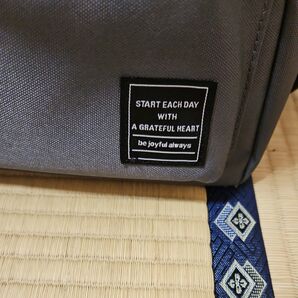 START EACH DAY
WITH
A GRATEFUL HEART
be joyful always